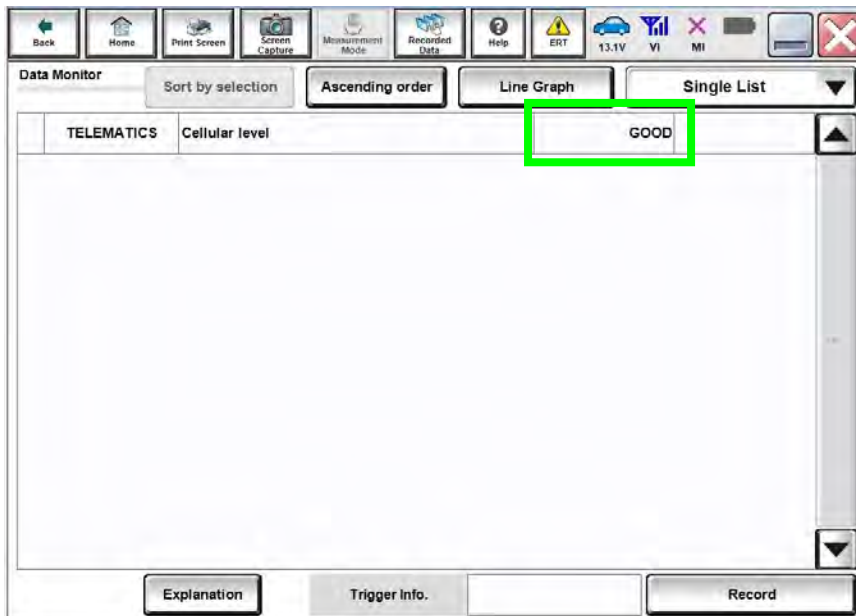 Back Home Print Screen Screen Capture Measurement Mode Recorded Data Help ERT 13.1V VI MI
Data Monitor
Sort by selection Ascending order Line Graph Single List
TELEMATICS Cellular level GOOD
Explanation Trigger Info. Record